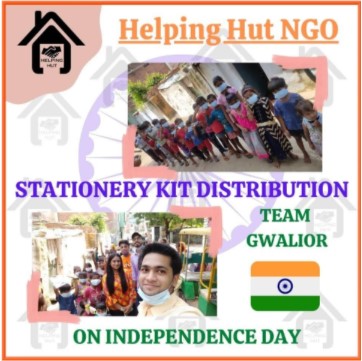 Helping Hut NGO
HELPING
HUT
STATIONERY KIT DISTRIBUTION
TEAM
GWALIOR
ON INDEPENDENCE DAY